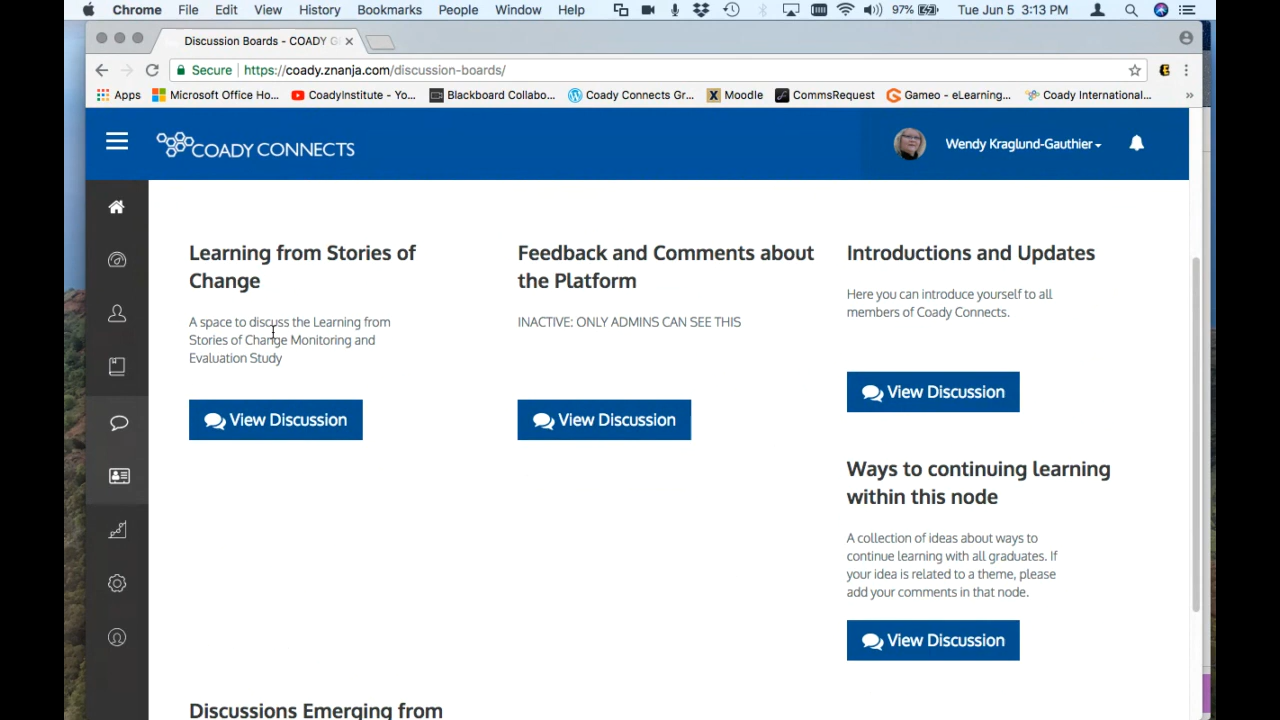 Chrome File Edit View History Bookmarks People Window Help 97% Tue Jun 5 3:13 PM
Discussion Boards - COADY G
Secure https://coady.znanja.com/discussion-boards/
Apps Microsoft Office Ho... CoadyInstitute - Yo... Blackboard Collabo... Coady Connects Gr... Moodle CommsRequest Gameo - eLearning... Coady International... »
COADY CONNECTS Wendy Kraglund-Gauthier
Learning from Stories of
Change
A space to discuss the Learning from
Stories of Change Monitoring and
Evaluation Study
View Discussion
Feedback and Comments about
the Platform
INACTIVE: ONLY ADMINS CAN SEE THIS
View Discussion
Introductions and Updates
Here you can introduce yourself to all
members of Coady Connects.
View Discussion
Ways to continuing learning
within this node
A collection of ideas about ways to
continue learning with all graduates. If
your idea is related to a theme, please
add your comments in that node.
View Discussion
Discussions Emerging from